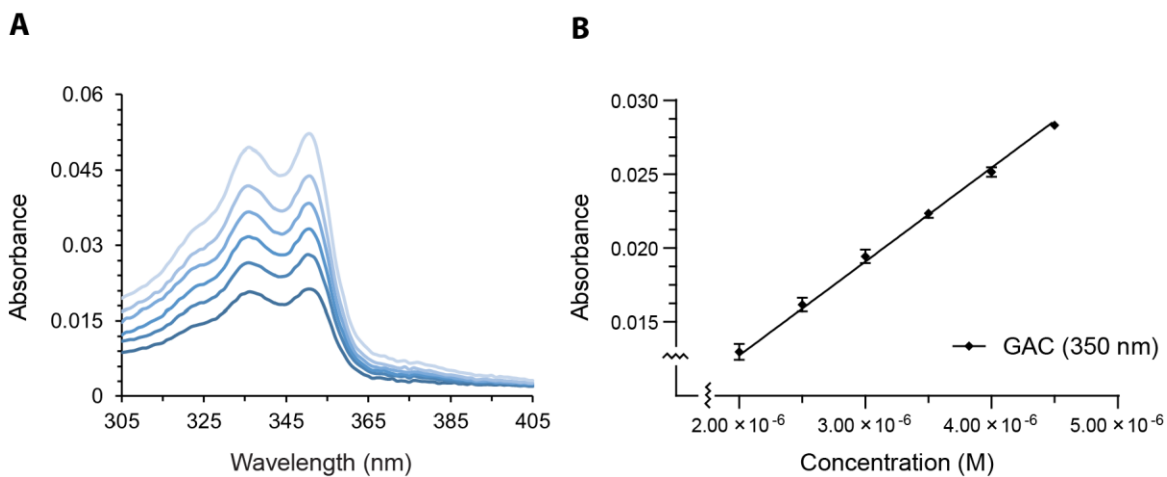 A
B
0.06
0.045
0.03
0.015
0
Absorbance
305
325
345
365
385
405
Wavelength (nm)
0.030
0.025
0.020
0.015
Absorbance
GAC (350 nm)
2.00 × 10⁻⁶
3.00 × 10⁻⁶
4.00 × 10⁻⁶
5.00 × 10⁻⁶
Concentration (M)